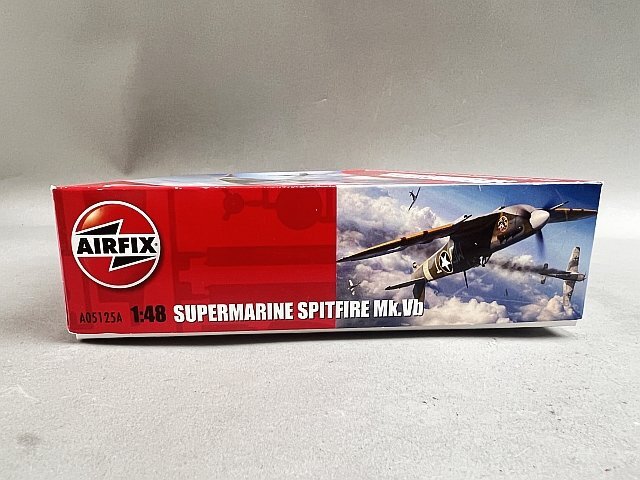 AIRFIX
A05125A 1:48 SUPERMARINE SPITFIRE Mk.Vb